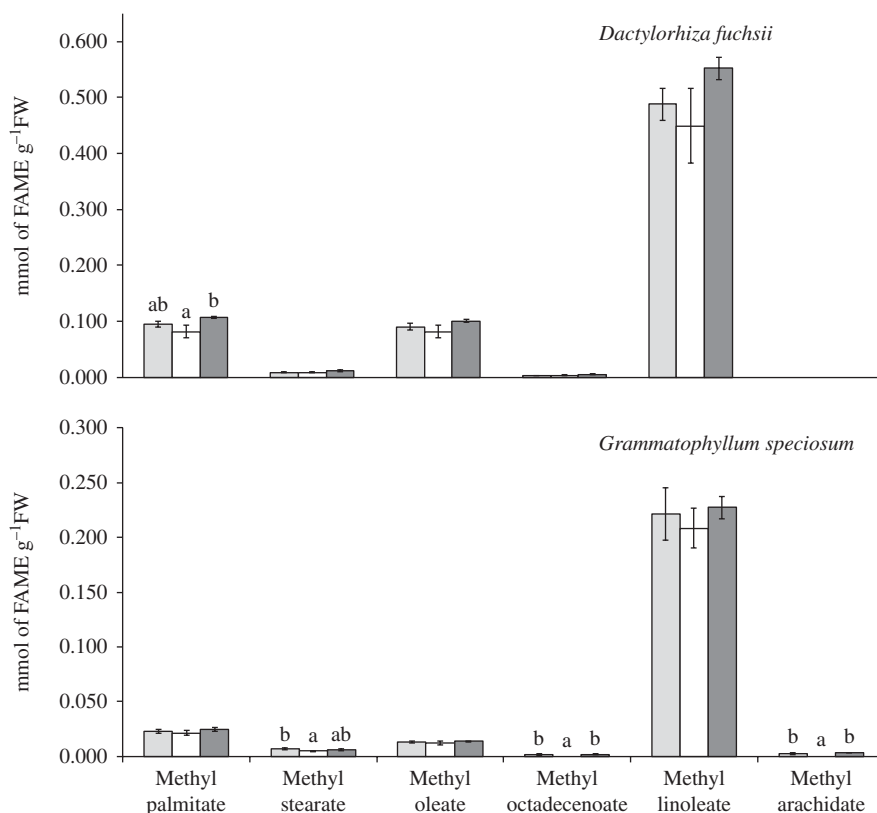 Dactylorhiza fuchsii
mmol of FAME g⁻¹FW
0.600
0.500
0.400
0.300
0.200
0.100
0.000
ab a b
Grammatophyllum speciosum
mmol of FAME g⁻¹FW
0.300
0.250
0.200
0.150
0.100
0.050
0.000
b a ab
b a b
b a b
Methyl
palmitate
Methyl
stearate
Methyl
oleate
Methyl
octadecenoate
Methyl
linoleate
Methyl
arachidate